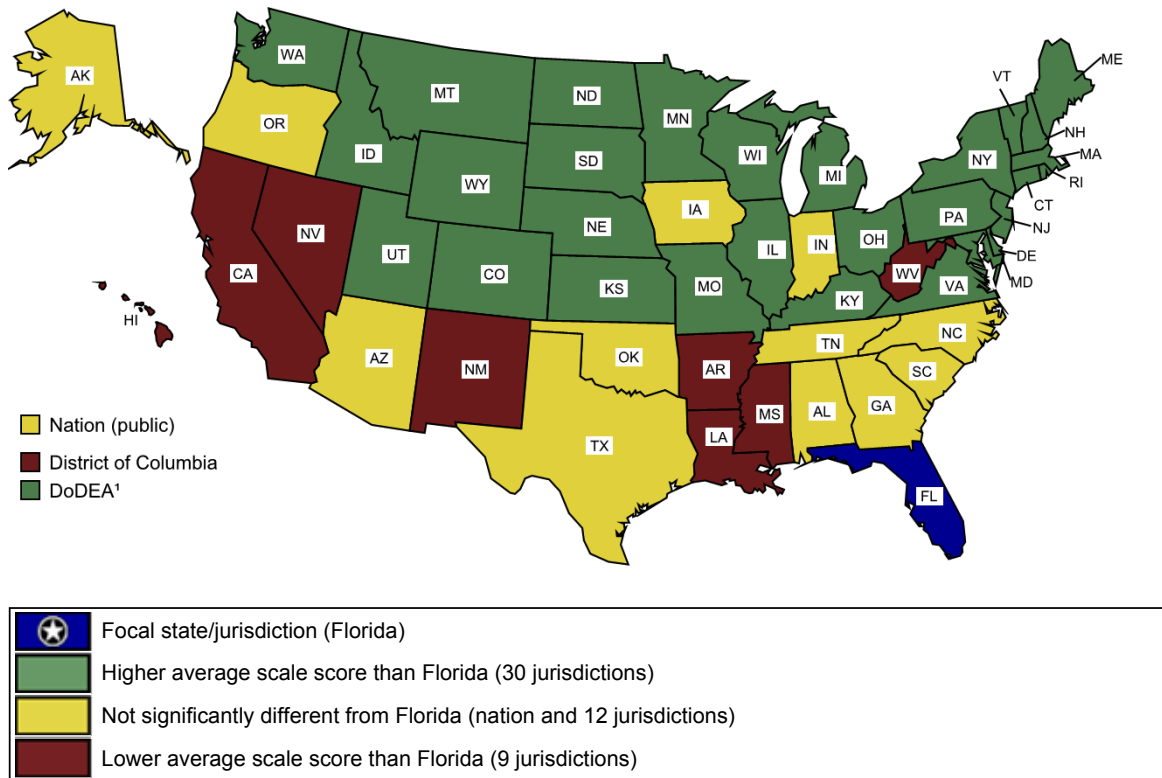 AK
WA
OR
MT
ID
WY
ND
SD
NE
MN
WI
MI
IA
NV
UT
CO
KS
CA
MO
IL
IN
OH
KY
WV
VA
PA
NY
VT
ME
NH
MA
RI
CT
NJ
DE
MD
HI
AZ
NM
OK
AR
TN
NC
SC
TX
LA
MS
AL
GA
FL
Nation (public)
District of Columbia
DoDEA¹
Focal state/jurisdiction (Florida)
Higher average scale score than Florida (30 jurisdictions)
Not significantly different from Florida (nation and 12 jurisdictions)
Lower average scale score than Florida (9 jurisdictions)